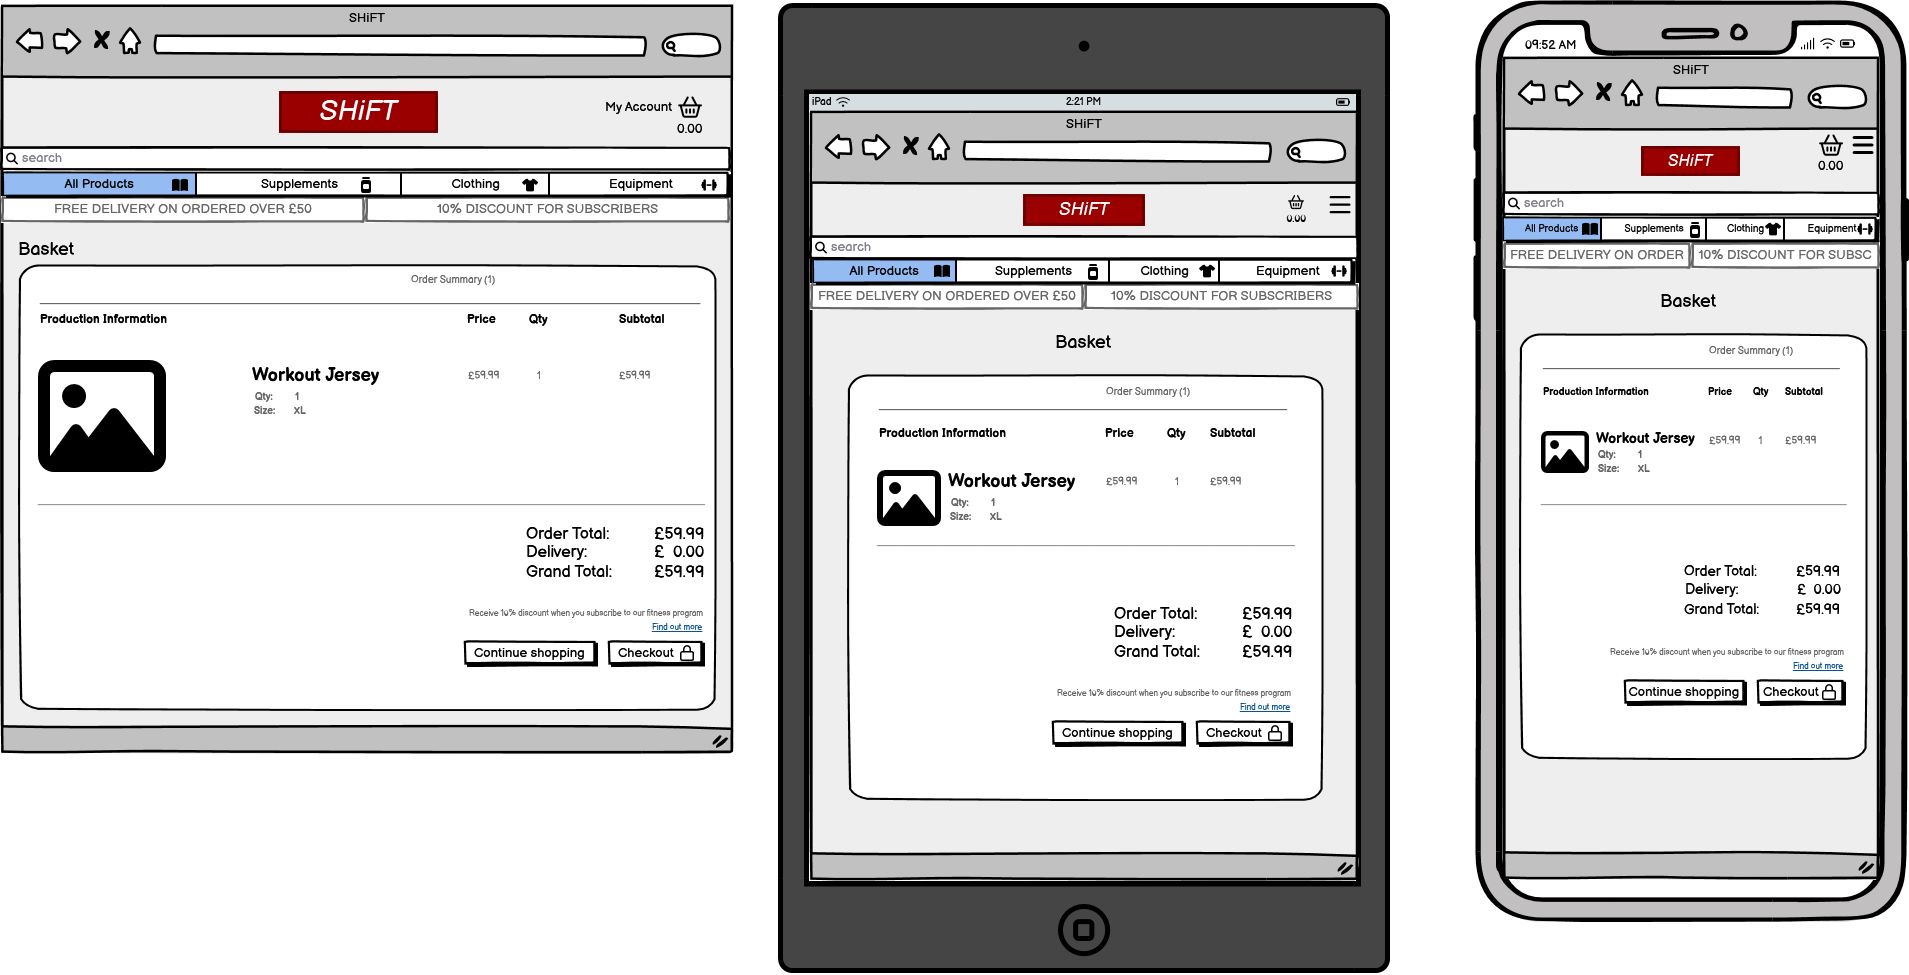 SHiFT
SHiFT
My Account
0.00
search
All Products Supplements Clothing Equipment
FREE DELIVERY ON ORDERED OVER £50 10% DISCOUNT FOR SUBSCRIBERS
Basket
Order Summary (1)
Production Information Price Qty Subtotal
Workout Jersey £59.99 1 £59.99
Qty: 1
Size: XL
Order Total: £59.99
Delivery: £ 0.00
Grand Total: £59.99
Receive 10% discount when you subscribe to our fitness program
Find out more
Continue shopping Checkout
iPad 2:21 PM
SHiFT
SHiFT
0.00
search
All Products Supplements Clothing Equipment
FREE DELIVERY ON ORDERED OVER £50 10% DISCOUNT FOR SUBSCRIBERS
Basket
Order Summary (1)
Production Information Price Qty Subtotal
Workout Jersey £59.99 1 £59.99
Qty: 1
Size: XL
Order Total: £59.99
Delivery: £ 0.00
Grand Total: £59.99
Receive 10% discount when you subscribe to our fitness program
Find out more
Continue shopping Checkout
09:52 AM
SHiFT
SHiFT
0.00
search
All Products Supplements Clothing Equipment
FREE DELIVERY ON ORDER 10% DISCOUNT FOR SUBSC
Basket
Order Summary (1)
Production Information Price Qty Subtotal
Workout Jersey £59.99 1 £59.99
Qty: 1
Size: XL
Order Total: £59.99
Delivery: £ 0.00
Grand Total: £59.99
Receive 10% discount when you subscribe to our fitness program
Find out more
Continue shopping Checkout